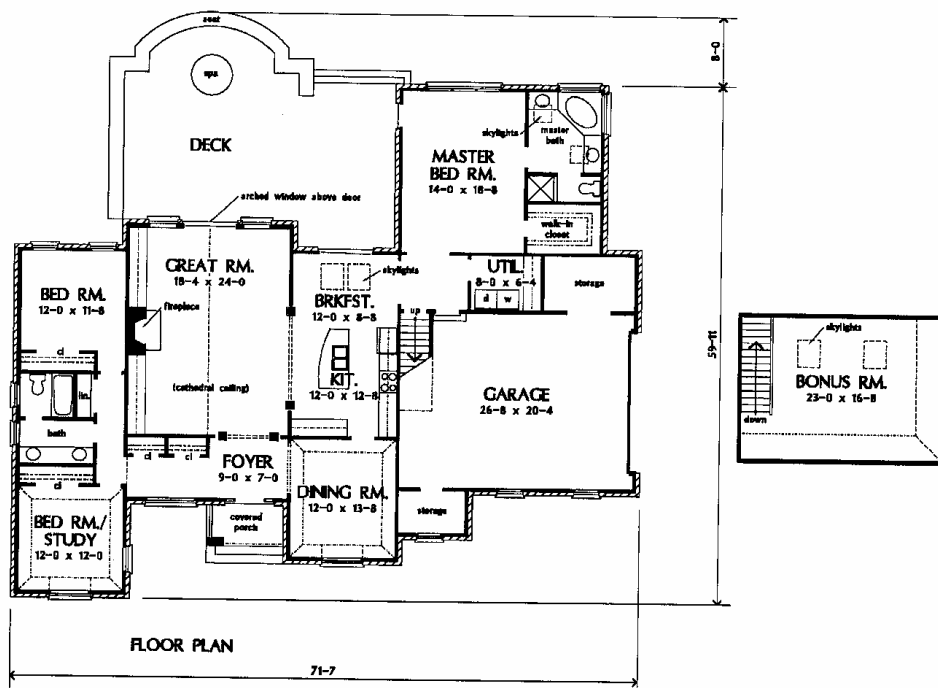 seat
8-0
spa
DECK
skylights
master
bath
MASTER
BED RM.
14-0 x 18-8
arched window above door
walk-in
closet
GREAT RM.
18-4 x 24-0
skylights
UTIL.
8-0 x 6-4
storage
BED RM.
12-0 x 11-8
fireplace
BRKFST.
12-0 x 8-8
d
w
up
59-11
skylights
cl
(cathedral ceiling)
KIT.
12-0 x 12-8
GARAGE
26-8 x 20-4
BONUS RM.
23-0 x 16-8
lin.
down
bath
cl
cl
FOYER
9-0 x 7-0
cl
DINING RM.
12-0 x 13-8
storage
covered
porch
BED RM./
STUDY
12-0 x 12-0
FLOOR PLAN
71-7